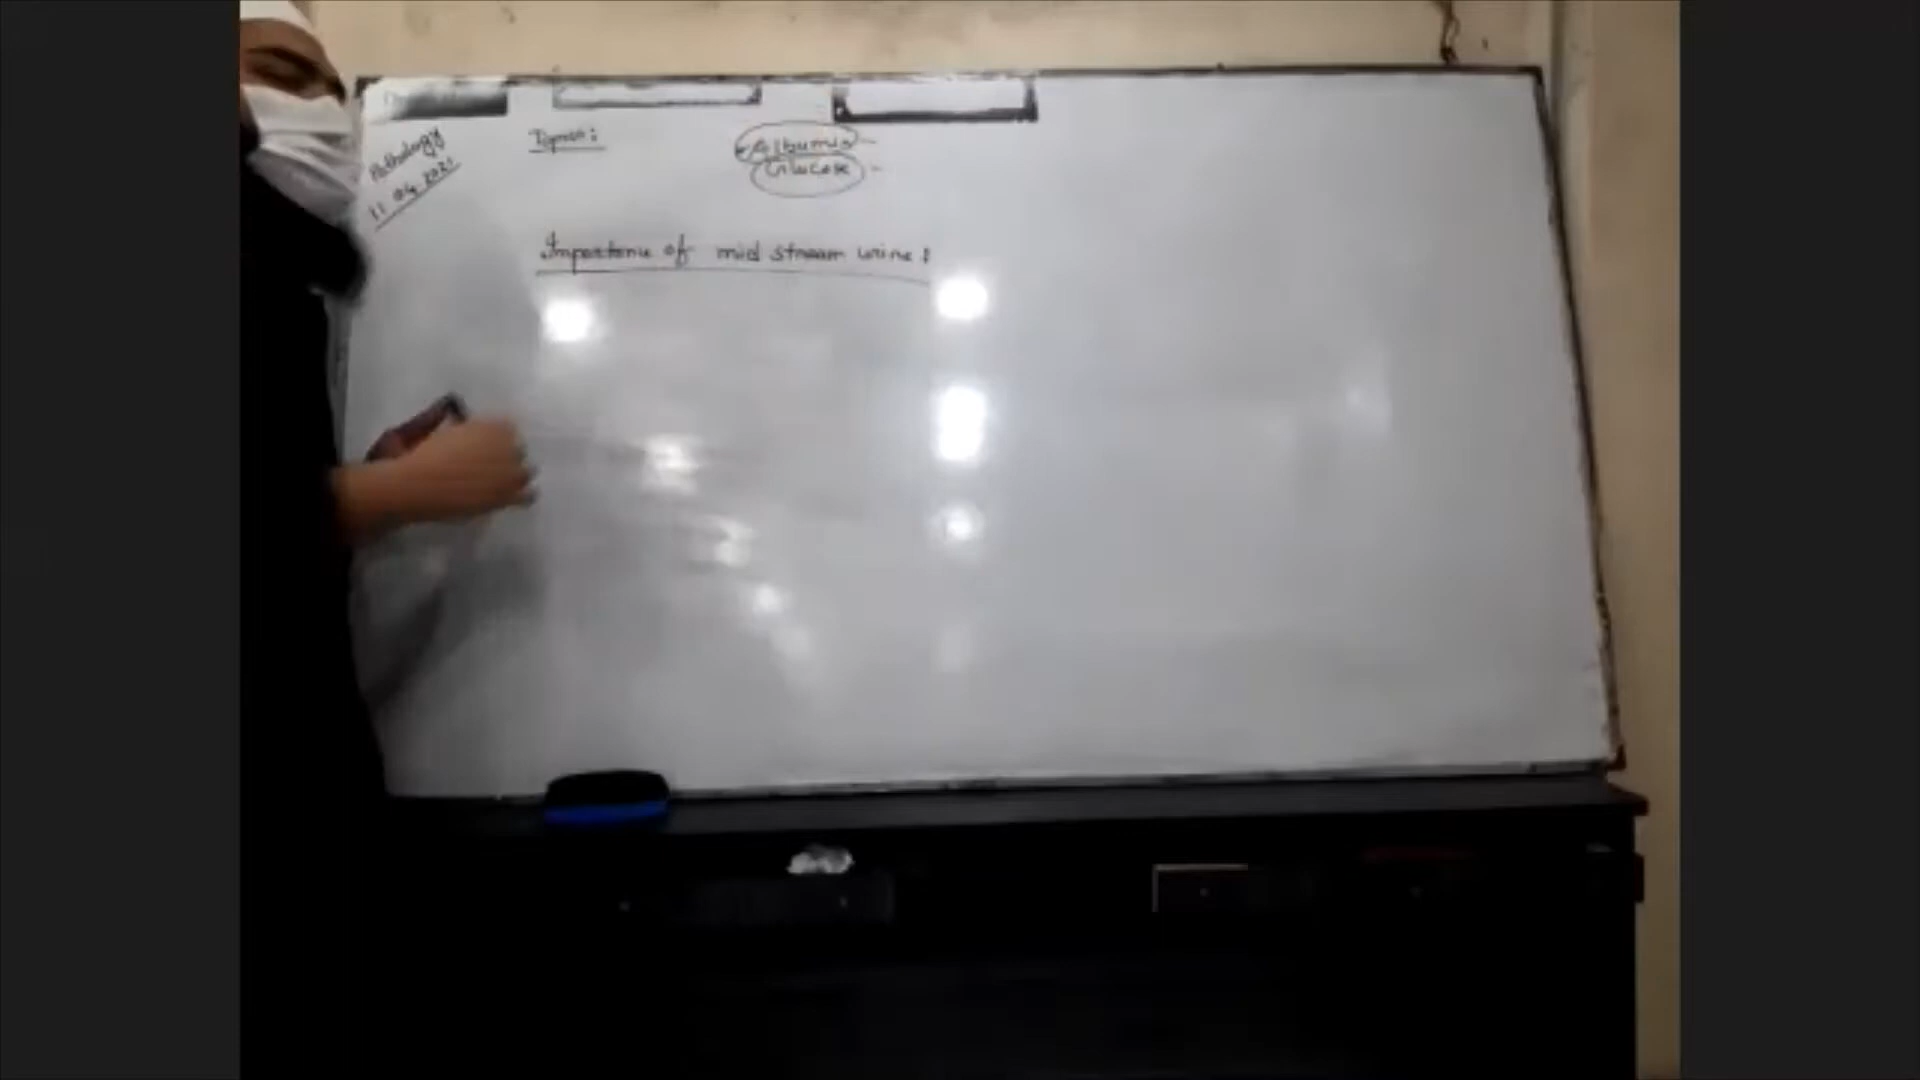 Pathology
11 04 2021
Albumin
Glucose
Importance of mid stream urine :